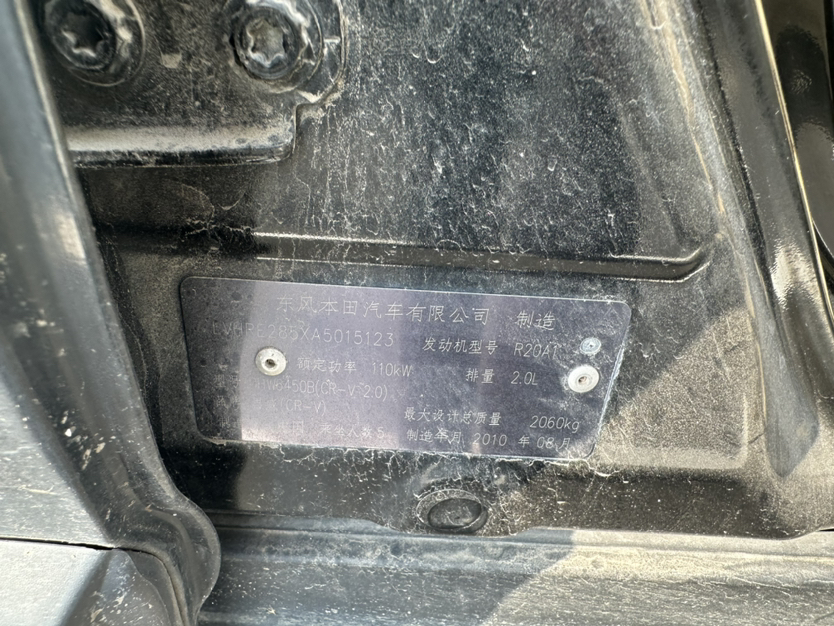 东风本田汽车有限公司 制造
LVHRE285XA5015123 发动机型号 R20A1
额定功率 110kW 排量 2.0L
6450B(CR-V 2.0)
(CR-V) 最大设计总质量 2060kg
乘坐人数 5 制造年月 2010 年 08 月